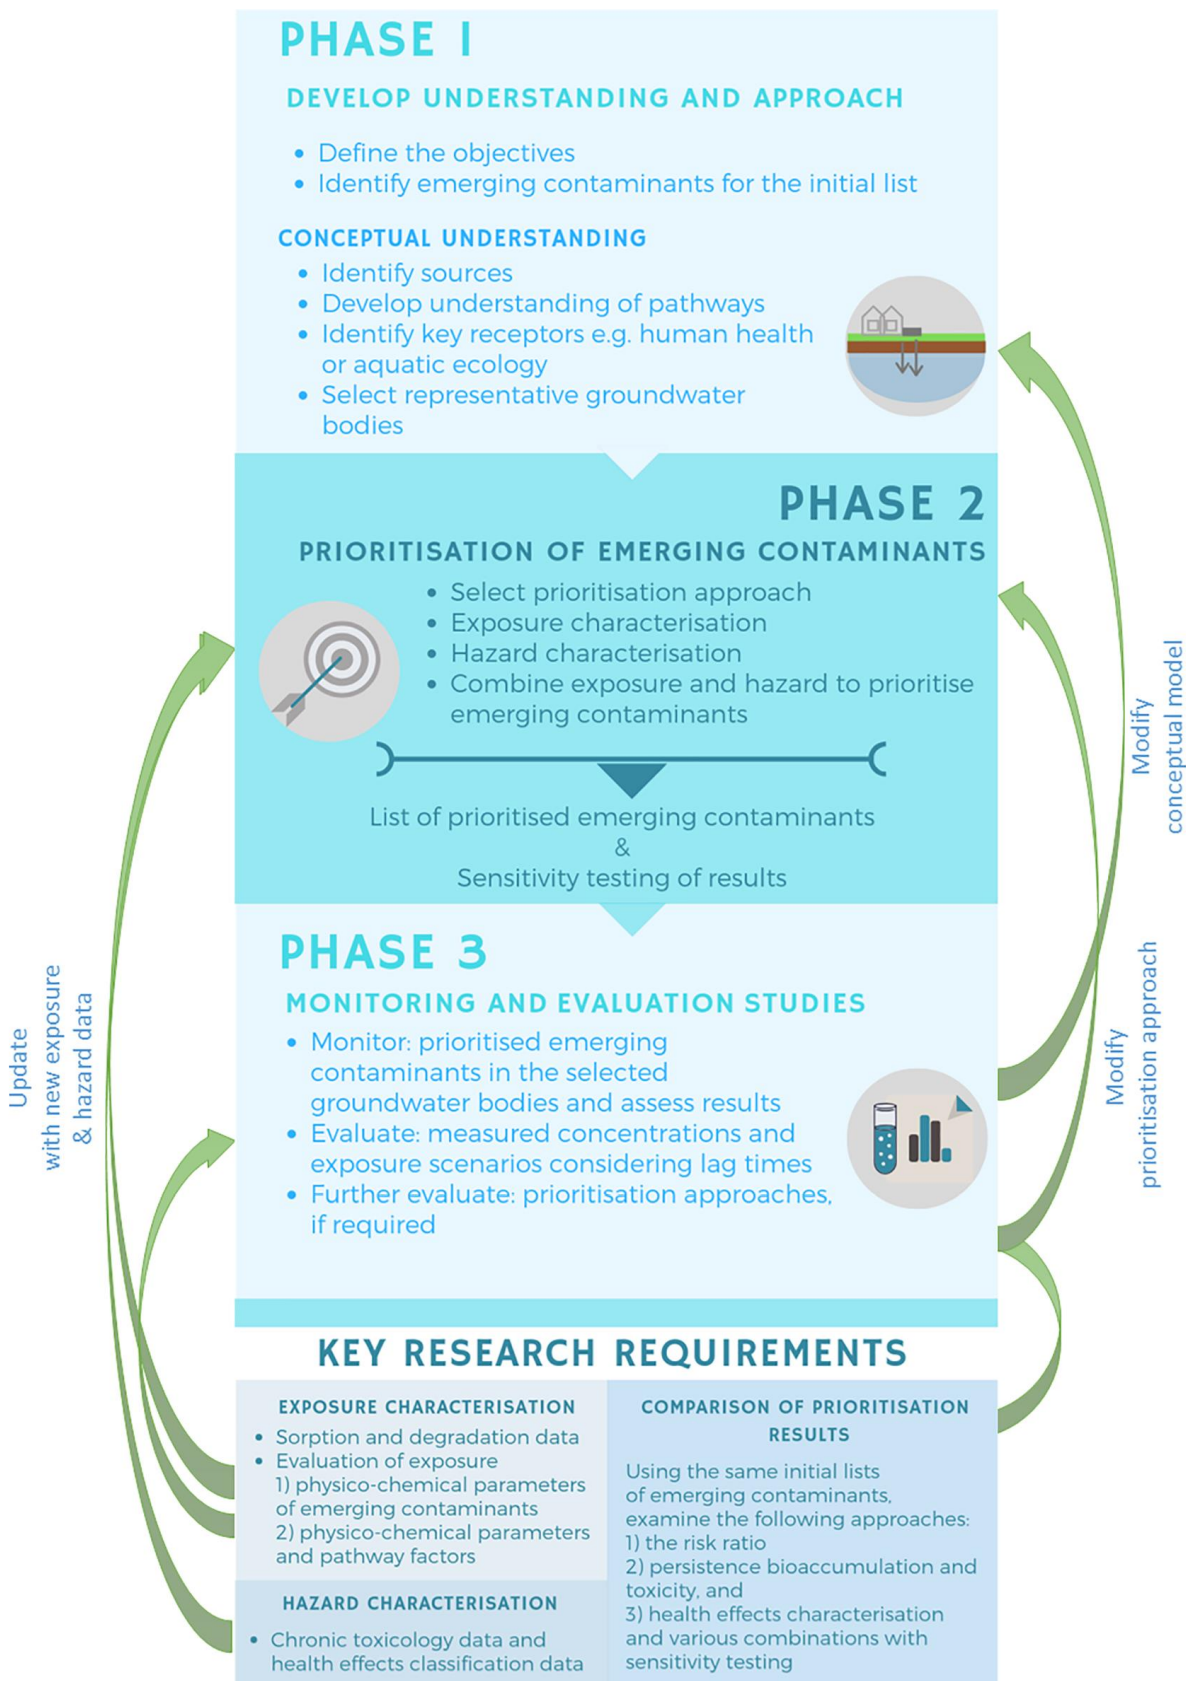 PHASE 1
DEVELOP UNDERSTANDING AND APPROACH
• Define the objectives
• Identify emerging contaminants for the initial list
CONCEPTUAL UNDERSTANDING
• Identify sources
• Develop understanding of pathways
• Identify key receptors e.g. human health
or aquatic ecology
• Select representative groundwater
bodies
PHASE 2
PRIORITISATION OF EMERGING CONTAMINANTS
• Select prioritisation approach
• Exposure characterisation
• Hazard characterisation
• Combine exposure and hazard to prioritise
emerging contaminants
List of prioritised emerging contaminants
&
Sensitivity testing of results
PHASE 3
MONITORING AND EVALUATION STUDIES
• Monitor: prioritised emerging
contaminants in the selected
groundwater bodies and assess results
• Evaluate: measured concentrations and
exposure scenarios considering lag times
• Further evaluate: prioritisation approaches,
if required
Update
with new exposure
& hazard data
Modify
conceptual model
Modify
prioritisation approach
KEY RESEARCH REQUIREMENTS
EXPOSURE CHARACTERISATION
• Sorption and degradation data
• Evaluation of exposure
1) physico-chemical parameters
of emerging contaminants
2) physico-chemical parameters
and pathway factors
HAZARD CHARACTERISATION
• Chronic toxicology data and
health effects classification data
COMPARISON OF PRIORITISATION
RESULTS
Using the same initial lists
of emerging contaminants,
examine the following approaches:
1) the risk ratio
2) persistence bioaccumulation and
toxicity, and
3) health effects characterisation
and various combinations with
sensitivity testing